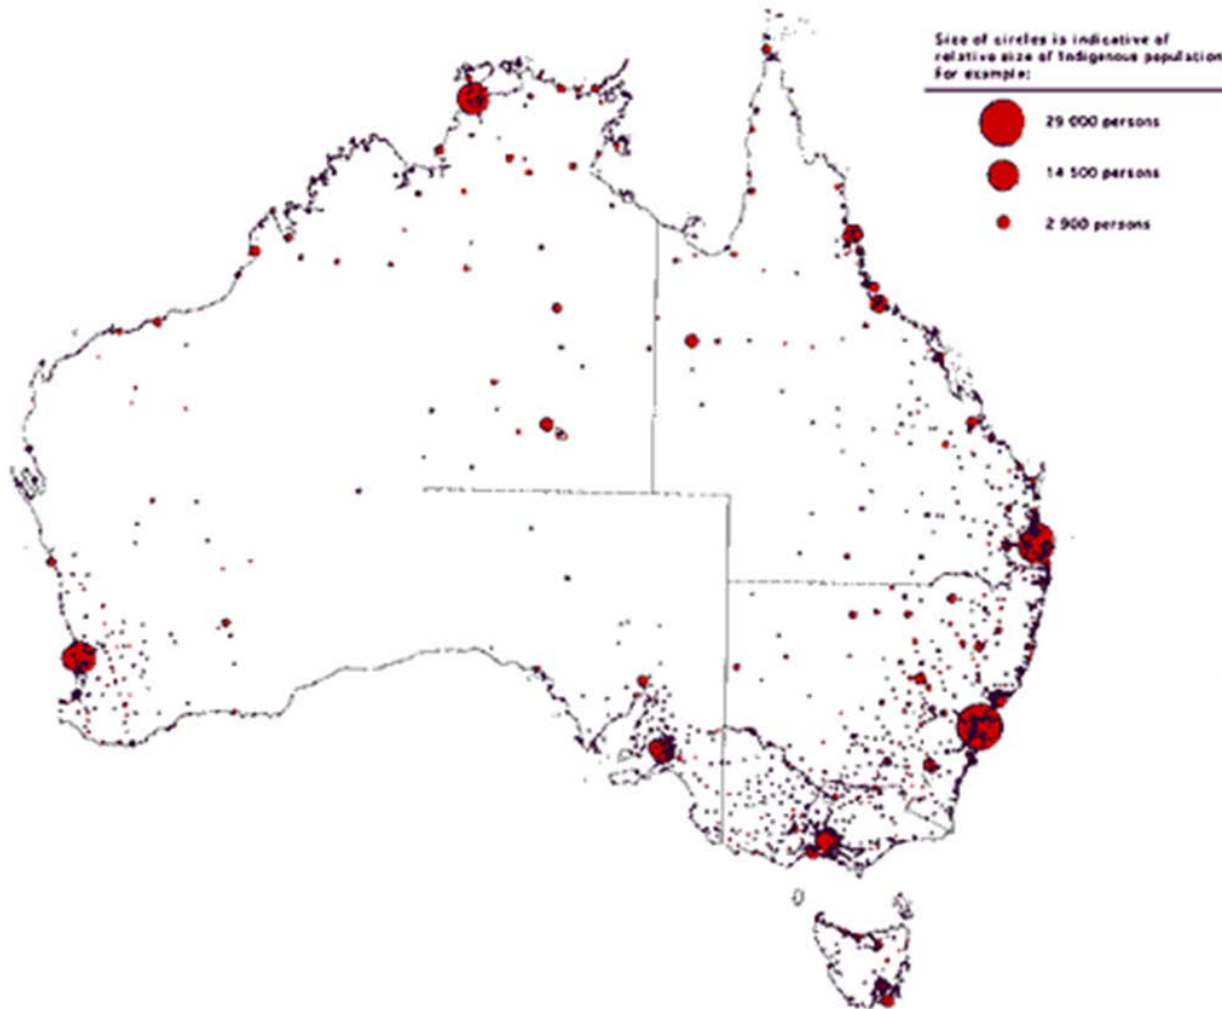 Size of circles is indicative of
relative size of Indigenous population
For example:
29 000 persons
14 500 persons
2 900 persons